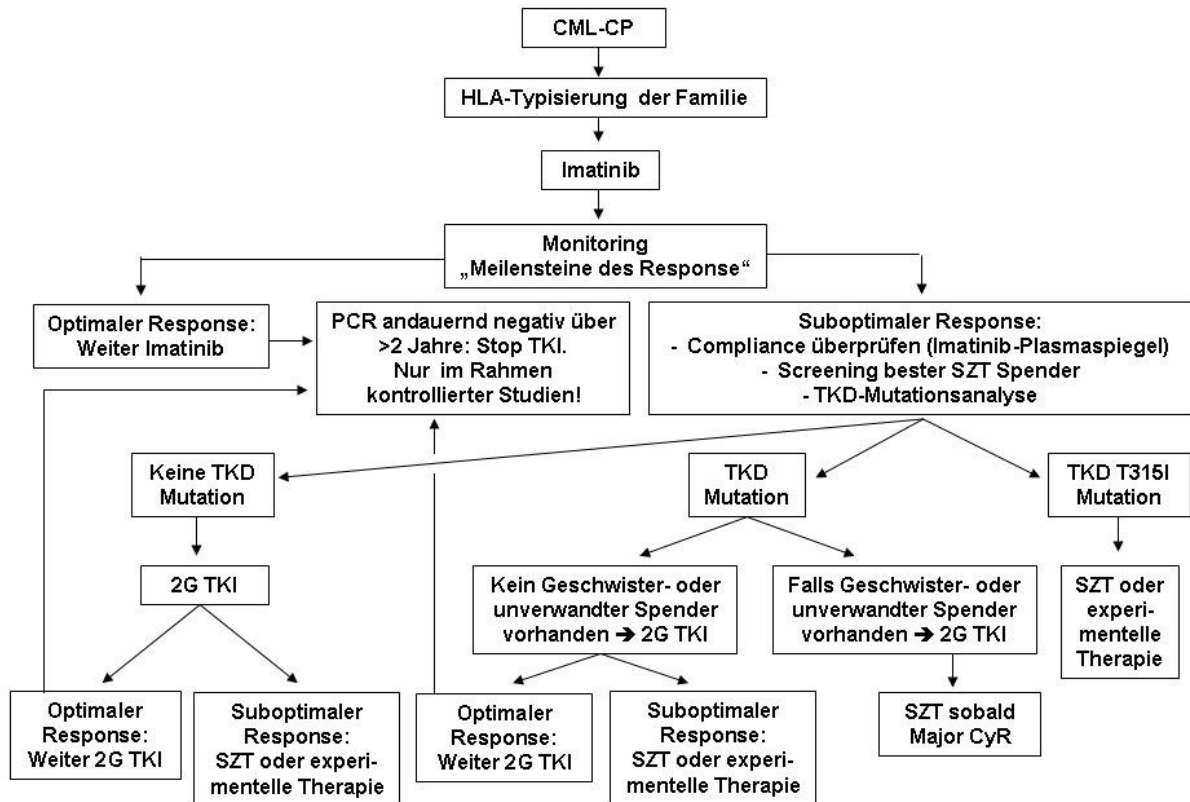 CML-CP
HLA-Typisierung der Familie
Imatinib
Monitoring
„Meilensteine des Response“
Optimaler Response:
Weiter Imatinib
PCR andauernd negativ über
>2 Jahre: Stop TKI.
Nur im Rahmen
kontrollierter Studien!
Suboptimaler Response:
- Compliance überprüfen (Imatinib-Plasmaspiegel)
- Screening bester SZT Spender
- TKD-Mutationsanalyse
Keine TKD
Mutation
TKD
Mutation
TKD T315I
Mutation
2G TKI
Kein Geschwister- oder
unverwandter Spender
vorhanden ➔ 2G TKI
Falls Geschwister- oder
unverwandter Spender
vorhanden ➔ 2G TKI
SZT oder
experi-
mentelle
Therapie
Optimaler
Response:
Weiter 2G TKI
Suboptimaler
Response:
SZT oder experi-
mentelle Therapie
Optimaler
Response:
Weiter 2G TKI
Suboptimaler
Response:
SZT oder experi-
mentelle Therapie
SZT sobald
Major CyR